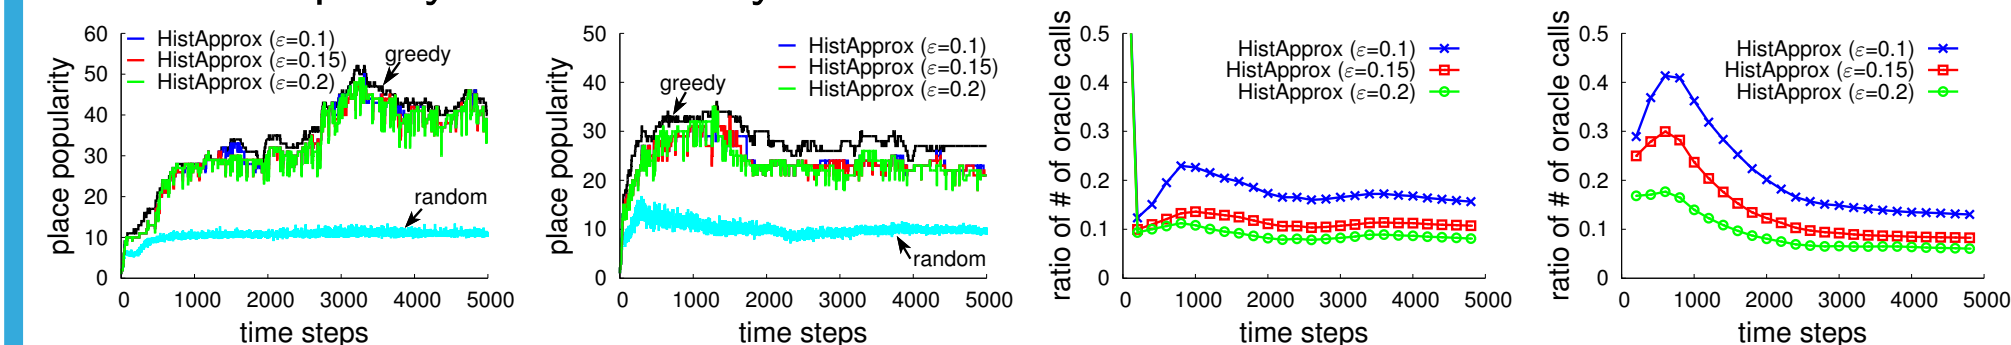 60
50
40
30
20
10
0
place popularity
HistApprox (ε=0.1)
HistApprox (ε=0.15)
HistApprox (ε=0.2)
greedy
random
0 1000 2000 3000 4000 5000
time steps
50
40
30
20
10
0
place popularity
HistApprox (ε=0.1)
HistApprox (ε=0.15)
HistApprox (ε=0.2)
greedy
random
0 1000 2000 3000 4000 5000
time steps
0.5
0.4
0.3
0.2
0.1
0
ratio of # of oracle calls
HistApprox (ε=0.1)
HistApprox (ε=0.15)
HistApprox (ε=0.2)
0 1000 2000 3000 4000 5000
time steps
0.5
0.4
0.3
0.2
0.1
0
ratio of # of oracle calls
HistApprox (ε=0.1)
HistApprox (ε=0.15)
HistApprox (ε=0.2)
0 1000 2000 3000 4000 5000
time steps